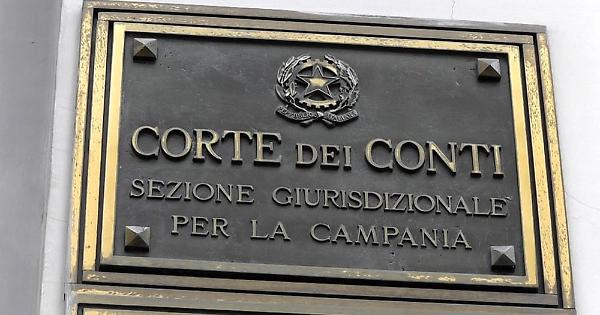 CORTE DEI CONTI
SEZIONE GIURISDIZIONALE
PER LA CAMPANIA